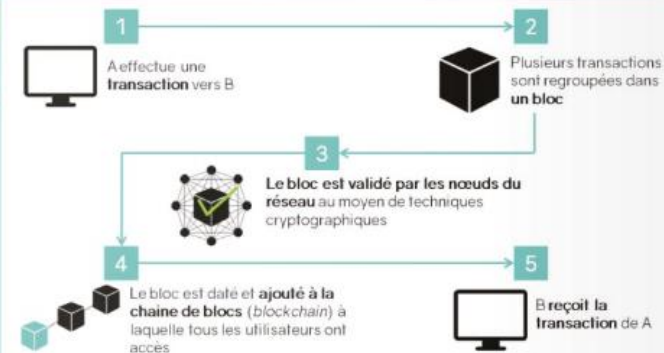 1
A effectue une
transaction vers B
2
Plusieurs transactions
sont regroupées dans
un bloc
3
Le bloc est validé par les nœuds du
réseau au moyen de techniques
cryptographiques
4
Le bloc est daté et ajouté à la
chaine de blocs (blockchain) à
laquelle tous les utilisateurs ont
accès
5
B reçoit la
transaction de A